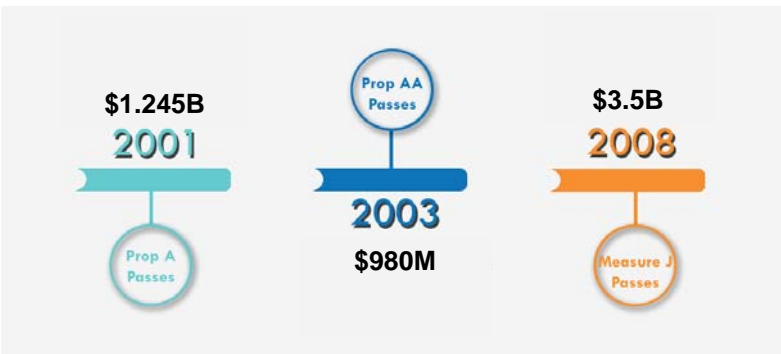 $1.245B
2001
Prop A
Passes
Prop AA
Passes
2003
$980M
$3.5B
2008
Measure J
Passes